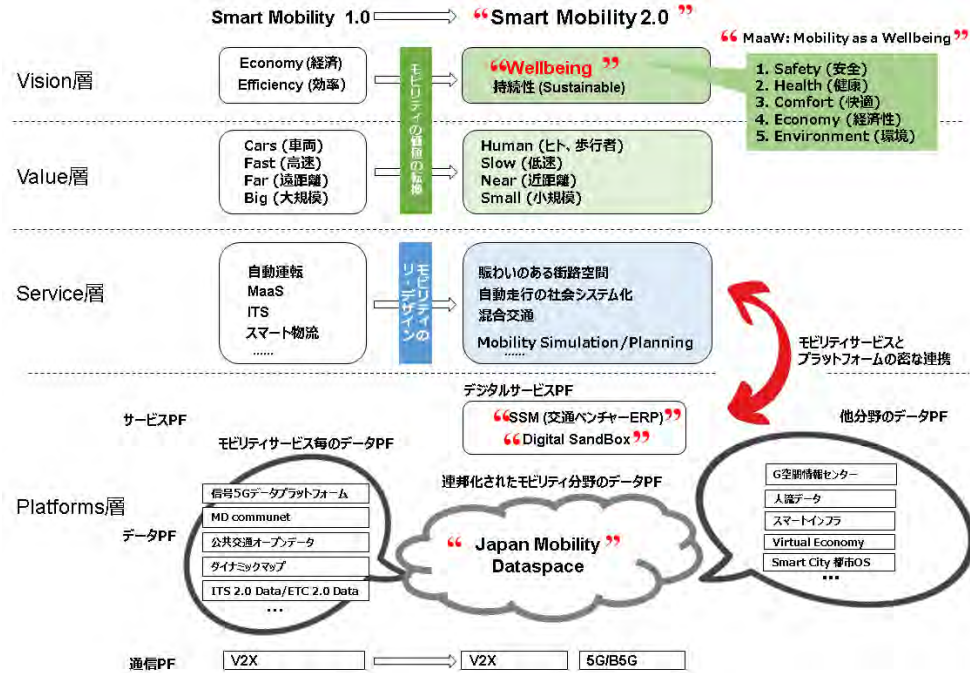 Smart Mobility 1.0
“Smart Mobility 2.0”
“MaaW: Mobility as a Wellbeing”
Vision層
Economy (経済)
Efficiency (効率)
モビリティの価値の転換
“Wellbeing”
持続性 (Sustainable)
1. Safety (安全)
2. Health (健康)
3. Comfort (快適)
4. Economy (経済性)
5. Environment (環境)
Value層
Cars (車両)
Fast (高速)
Far (遠距離)
Big (大規模)
Human (ヒト、歩行者)
Slow (低速)
Near (近距離)
Small (小規模)
Service層
自動運転
MaaS
ITS
スマート物流
......
モビリティの
リ・デザイン
賑わいのある街路空間
自動走行の社会システム化
混合交通
Mobility Simulation/Planning
......
モビリティサービスと
プラットフォームの密な連携
Platforms層
サービスPF
デジタルサービスPF
“SSM (交通ベンチャーERP)”
“Digital SandBox”
データPF
モビリティサービス毎のデータPF
信号5Gデータプラットフォーム
MD communet
公共交通オープンデータ
ダイナミックマップ
ITS 2.0 Data/ETC 2.0 Data
...
連邦化されたモビリティ分野のデータPF
“Japan Mobility”
Dataspace
他分野のデータPF
G空間情報センター
人流データ
スマートインフラ
Virtual Economy
Smart City 都市OS
...
通信PF
V2X
V2X
5G/B5G